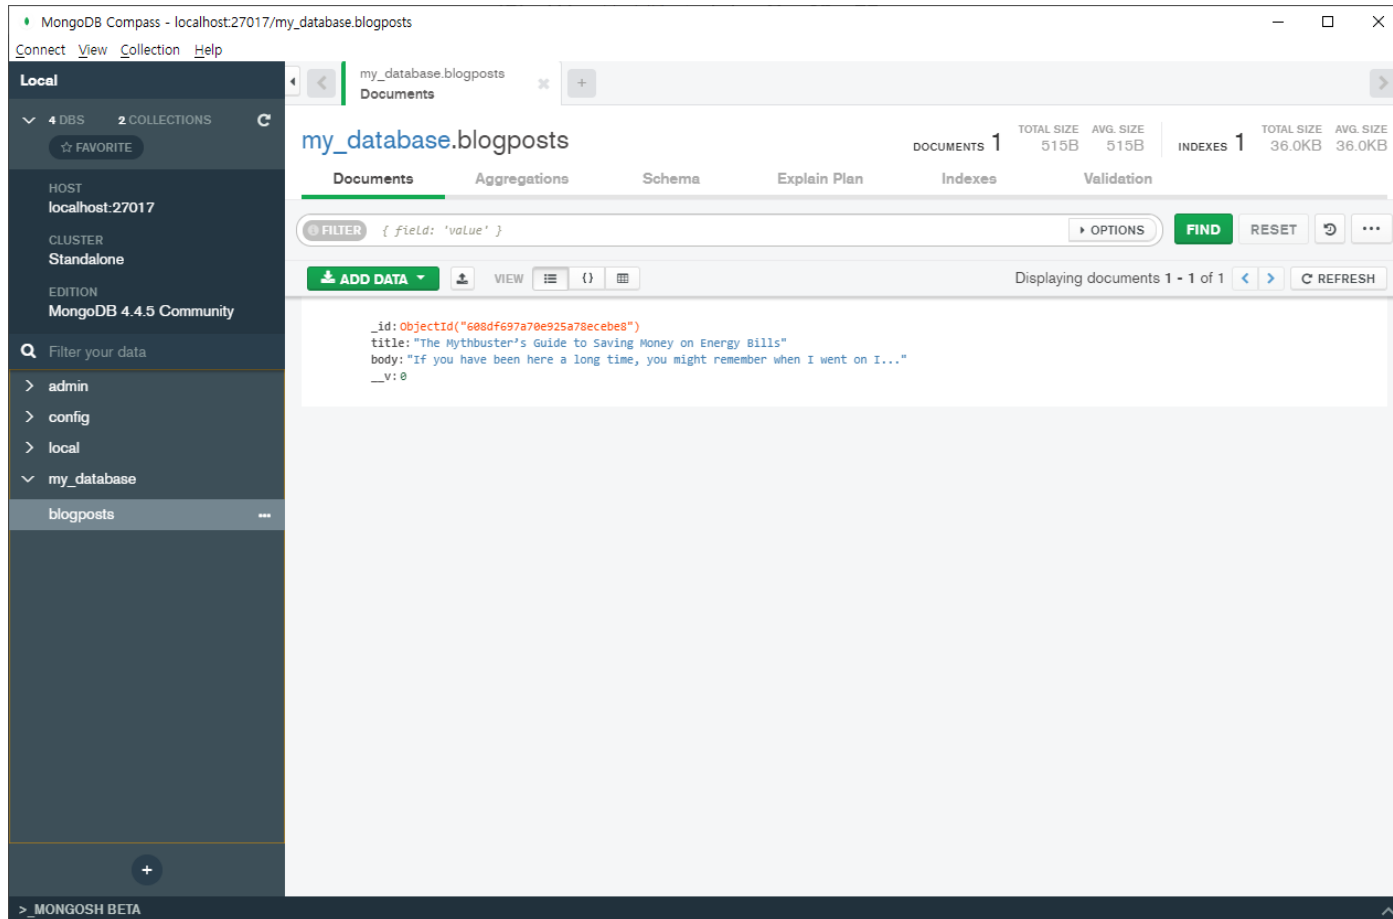 MongoDB Compass - localhost:27017/my_database.blogposts
Connect View Collection Help
Local
my_database.blogposts
Documents
4 DBS 2 COLLECTIONS
FAVORITE
HOST
localhost:27017
CLUSTER
Standalone
EDITION
MongoDB 4.4.5 Community
Filter your data
admin
config
local
my_database
blogposts
my_database.blogposts
DOCUMENTS 1
TOTAL SIZE AVG. SIZE
515B 515B
INDEXES 1
TOTAL SIZE AVG. SIZE
36.0KB 36.0KB
Documents Aggregations Schema Explain Plan Indexes Validation
FILTER { field: 'value' } OPTIONS FIND RESET
ADD DATA VIEW {} Displaying documents 1 - 1 of 1 REFRESH
_id:ObjectId("608df697a70e925a78ecebe8")
title:"The Mythbuster’s Guide to Saving Money on Energy Bills"
body:"If you have been here a long time, you might remember when I went on I..."
__v:0
>_MONGOSH BETA